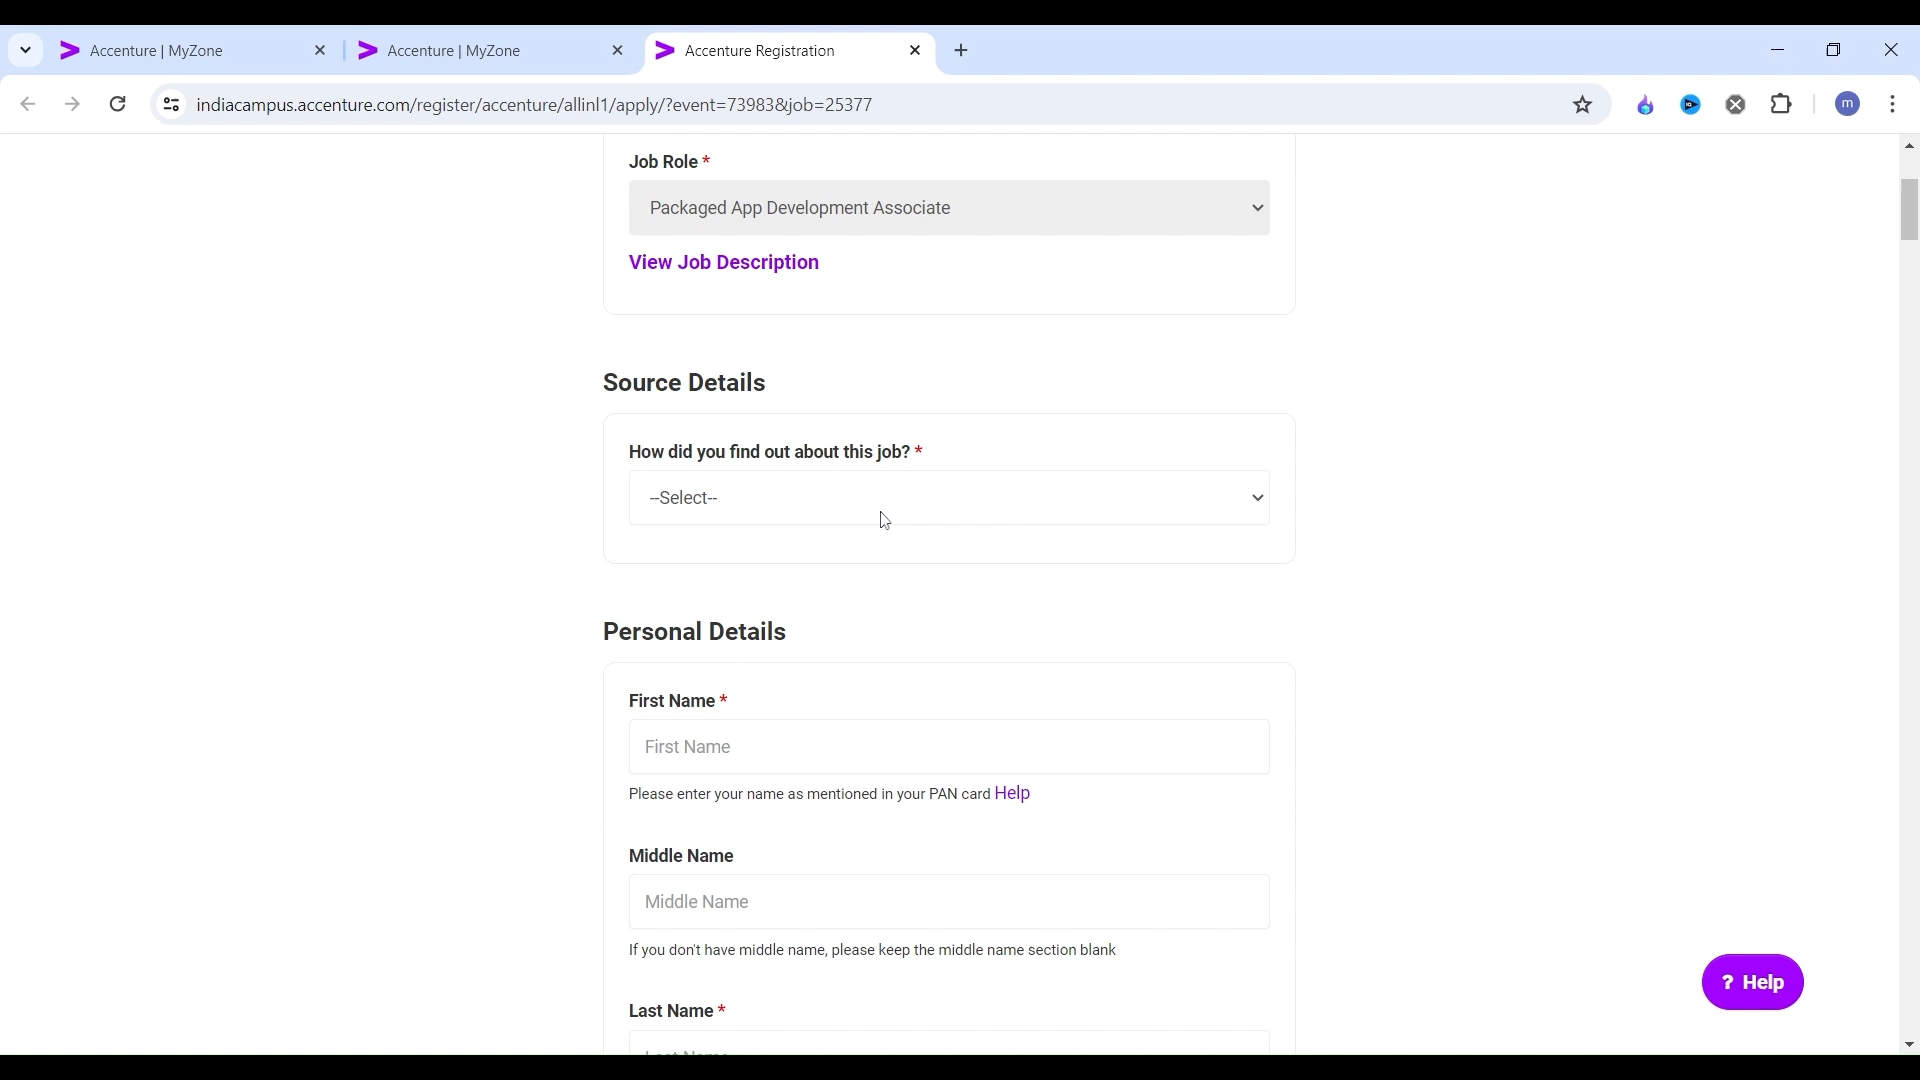 Accenture | MyZone
Accenture | MyZone
Accenture Registration
indiacampus.accenture.com/register/accenture/allinl1/apply/?event=73983&job=25377
m
Job Role *
Packaged App Development Associate
View Job Description
Source Details
How did you find out about this job? *
--Select--
Personal Details
First Name *
First Name
Please enter your name as mentioned in your PAN card Help
Middle Name
Middle Name
If you don't have middle name, please keep the middle name section blank
Last Name *
Last Name
? Help